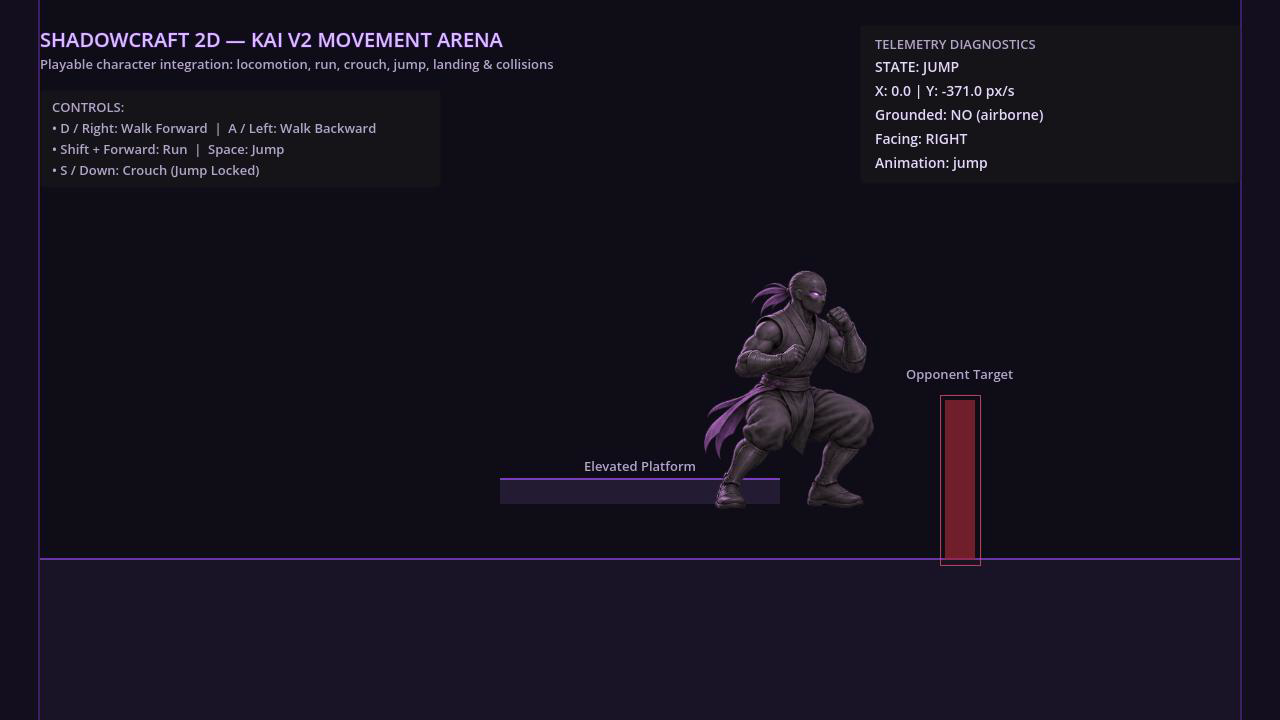 SHADOWCRAFT 2D — KAI V2 MOVEMENT ARENA
Playable character integration: locomotion, run, crouch, jump, landing & collisions
CONTROLS:
• D / Right: Walk Forward | A / Left: Walk Backward
• Shift + Forward: Run | Space: Jump
• S / Down: Crouch (Jump Locked)
TELEMETRY DIAGNOSTICS
STATE: JUMP
X: 0.0 | Y: -371.0 px/s
Grounded: NO (airborne)
Facing: RIGHT
Animation: jump
Opponent Target
Elevated Platform